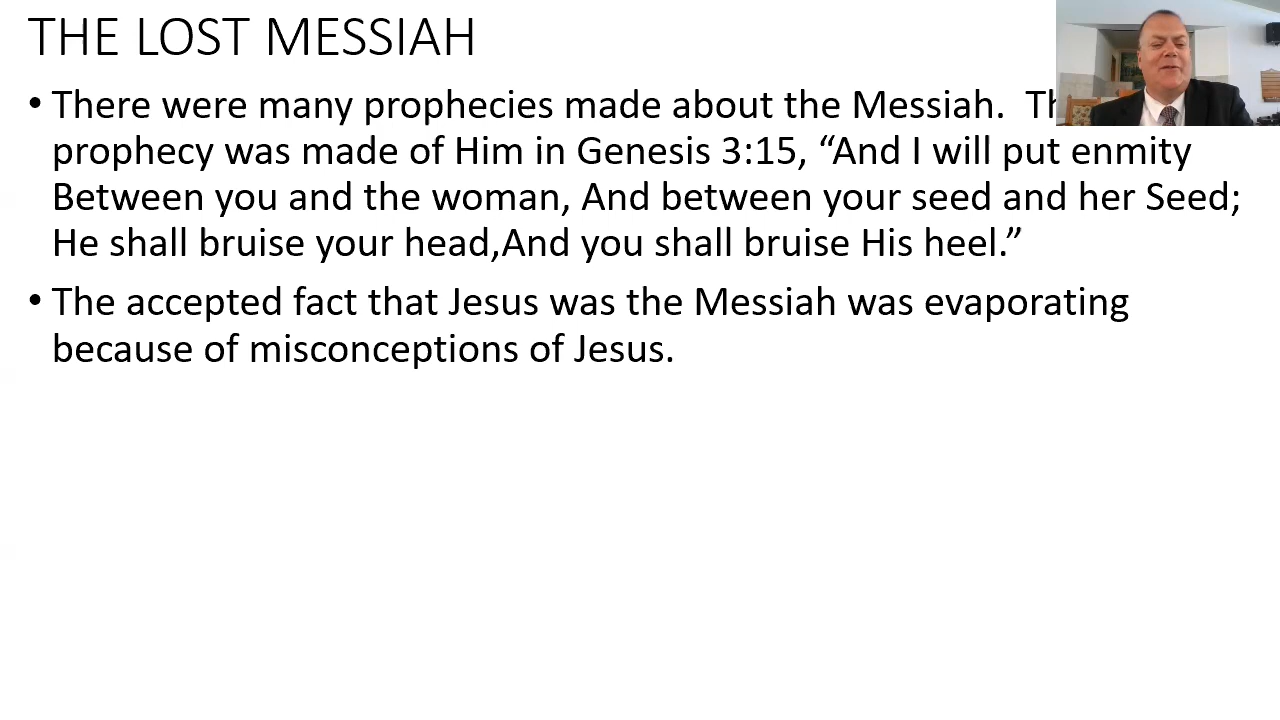 THE LOST MESSIAH
• There were many prophecies made about the Messiah.
prophecy was made of Him in Genesis 3:15, “And I will put enmity
Between you and the woman, And between your seed and her Seed;
He shall bruise your head,And you shall bruise His heel.”
• The accepted fact that Jesus was the Messiah was evaporating
because of misconceptions of Jesus.